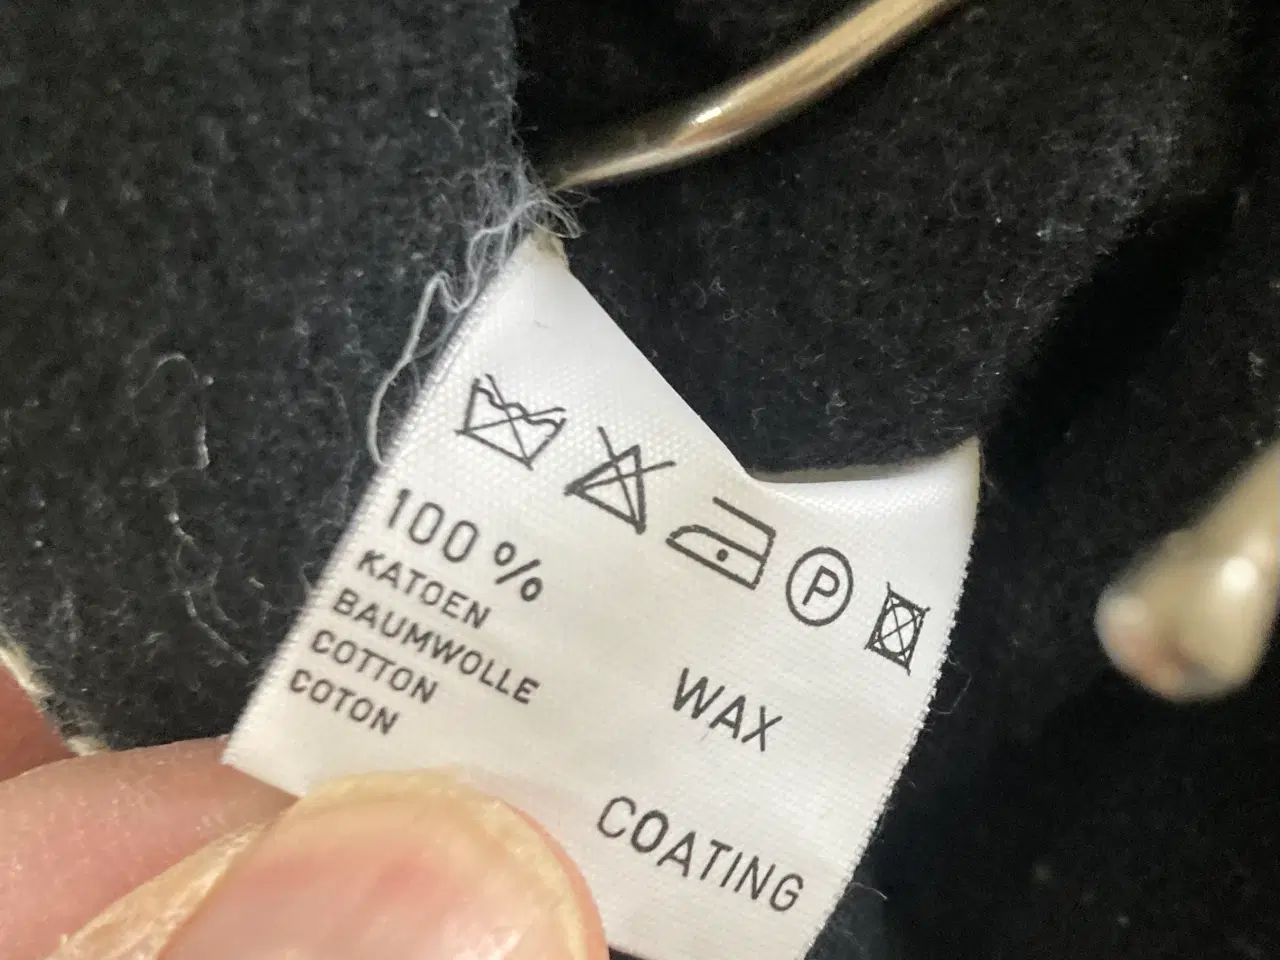 P
100 %
KATOEN
BAUMWOLLE
COTTON
COTON
WAX
COATING